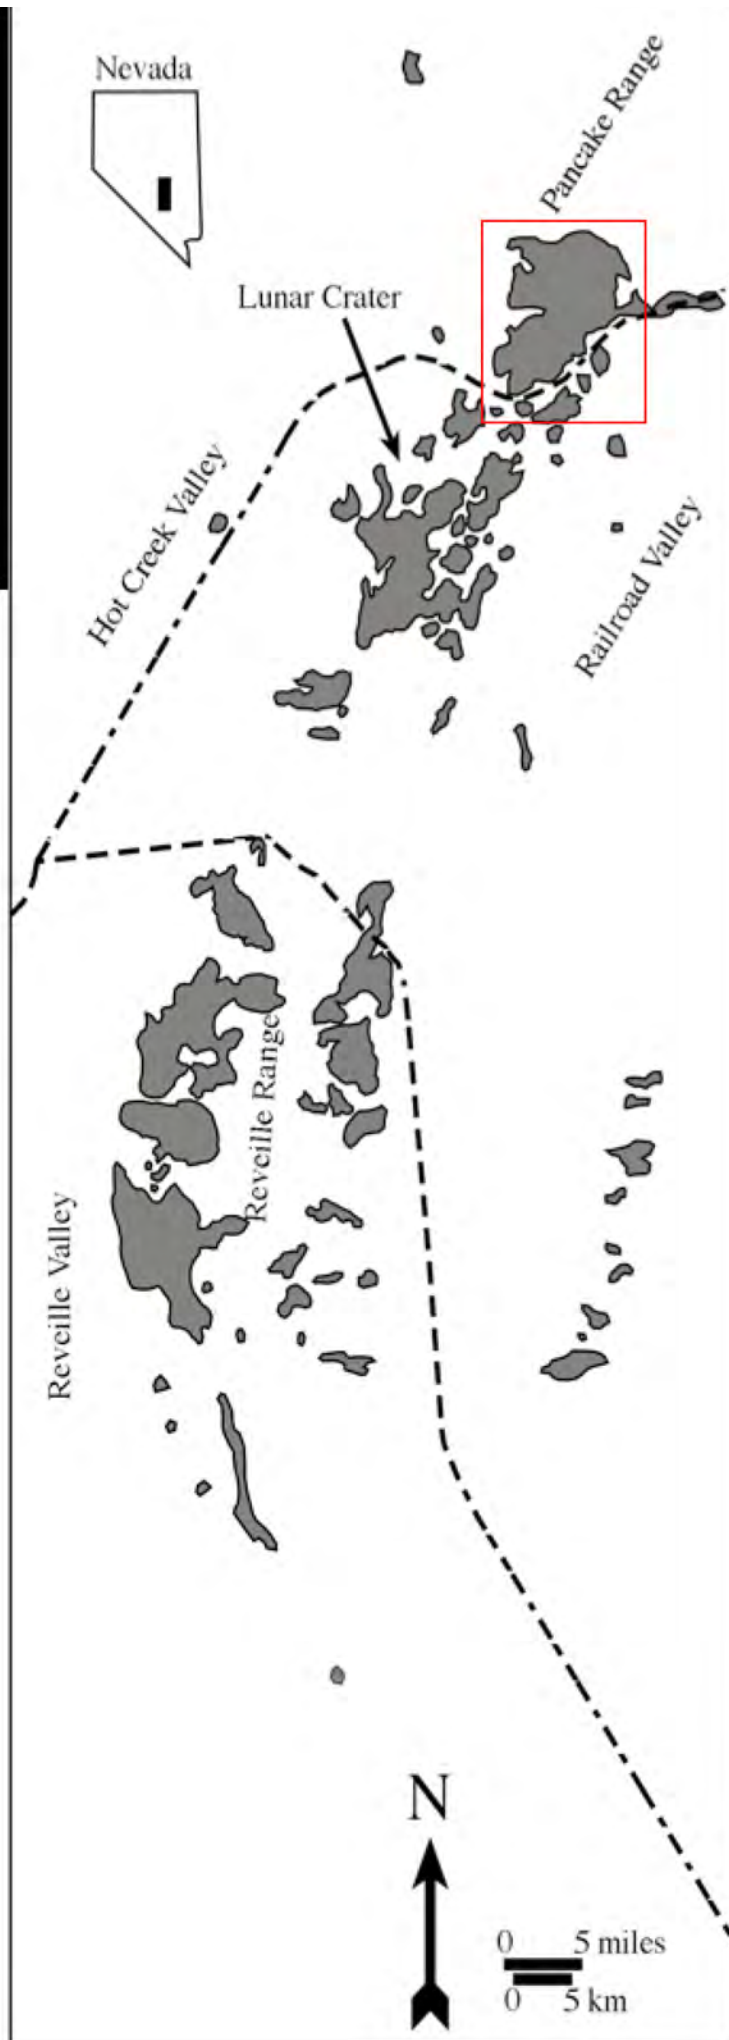 Nevada
Pancake Range
Lunar Crater
Hot Creek Valley
Railroad Valley
Reveille Range
Reveille Valley
N
0 5 miles
0 5 km